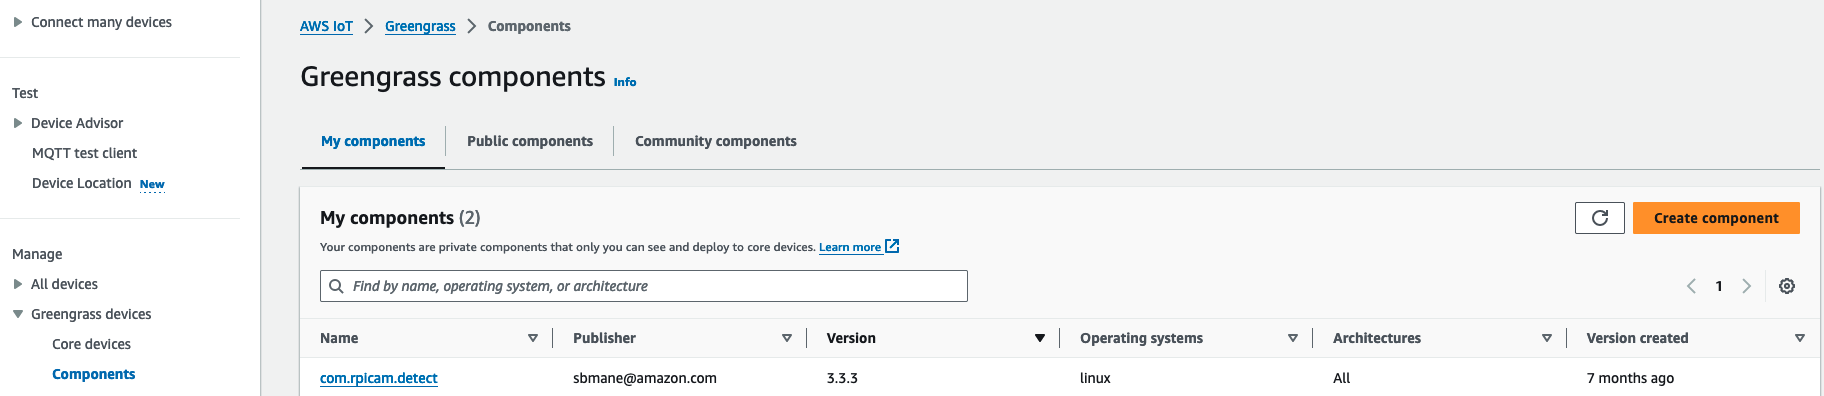 Connect many devices
Test
Device Advisor
MQTT test client
Device Location New
Manage
All devices
Greengrass devices
Core devices
Components
AWS IoT > Greengrass > Components
Greengrass components Info
My components Public components Community components
My components (2)
Create component
Your components are private components that only you can see and deploy to core devices. Learn more
Find by name, operating system, or architecture
1
Name Publisher Version Operating systems Architectures Version created
com.rpicam.detect sbmane@amazon.com 3.3.3 linux All 7 months ago